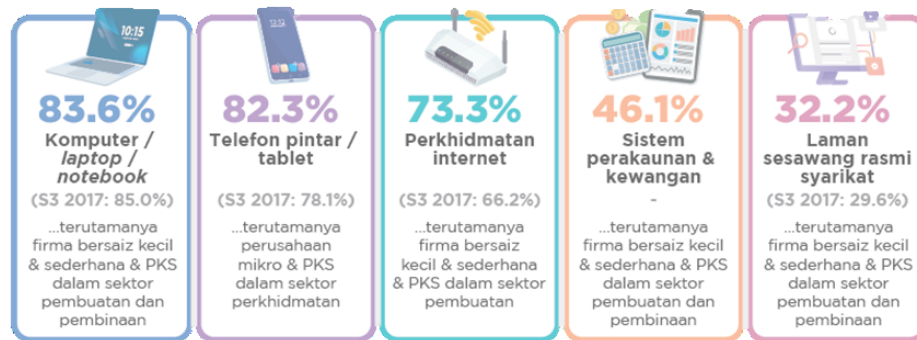 10:15
83.6%
Komputer /
laptop /
notebook
(S3 2017: 85.0%)
...terutamanya
firma bersaiz kecil
& sederhana & PKS
dalam sektor
pembuatan dan
pembinaan
12:12
82.3%
Telefon pintar /
tablet
(S3 2017: 78.1%)
...terutamanya
perusahaan
mikro & PKS
dalam sektor
perkhidmatan
73.3%
Perkhidmatan
internet
(S3 2017: 66.2%)
...terutamanya
firma bersaiz
kecil & sederhana
& PKS dalam sektor
pembuatan
46.1%
Sistem
perakaunan &
kewangan
-
...terutamanya
firma bersaiz kecil
& sederhana & PKS
dalam sektor
pembuatan dan
pembinaan
32.2%
Laman
sesawang rasmi
syarikat
(S3 2017: 29.6%)
...terutamanya
firma bersaiz kecil
& sederhana & PKS
dalam sektor
pembuatan dan
pembinaan